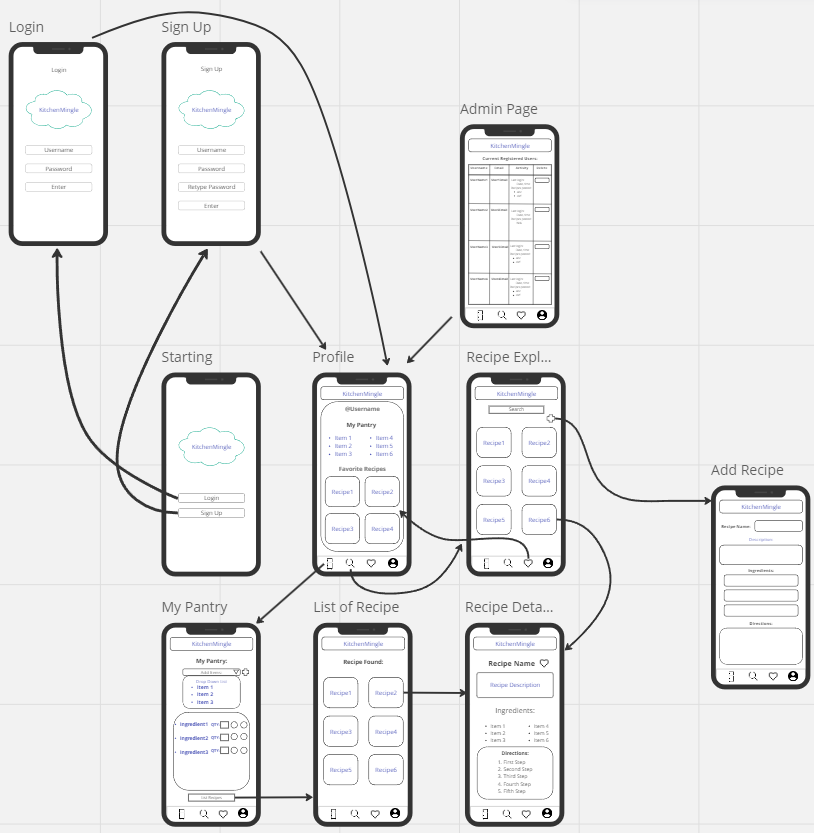 Login
Sign Up
Login
KitchenMingle
Username
Password
Enter
Sign Up
KitchenMingle
Username
Password
Retype Password
Enter
Admin Page
KitchenMingle
Current Registered Users:
Starting
KitchenMingle
Login
Sign Up
Profile
KitchenMingle
@Username
My Pantry
Item 1 Item 4
Item 2 Item 5
Item 3 Item 6
Favorite Recipes
Recipe1 Recipe2
Recipe3 Recipe4
Recipe Expl...
KitchenMingle
Search
Recipe1 Recipe2
Recipe3 Recipe4
Recipe5 Recipe6
Add Recipe
KitchenMingle
Recipe Name:
Description
Ingredients:
Directions:
My Pantry
KitchenMingle
My Pantry:
Add Items
Drop Down List
Item 1
Item 2
Item 3
Ingredient1 QTY
Ingredient2 QTY
Ingredient3 QTY
List Recipes
List of Recipe
KitchenMingle
Recipe Found:
Recipe1 Recipe2
Recipe3 Recipe4
Recipe5 Recipe6
Recipe Deta...
KitchenMingle
Recipe Name
Recipe Description
Ingredients:
Item 1 Item 4
Item 2 Item 5
Item 3 Item 6
Directions:
1. First Step
2. Second Step
3. Third Step
4. Fourth Step
5. Fifth Step